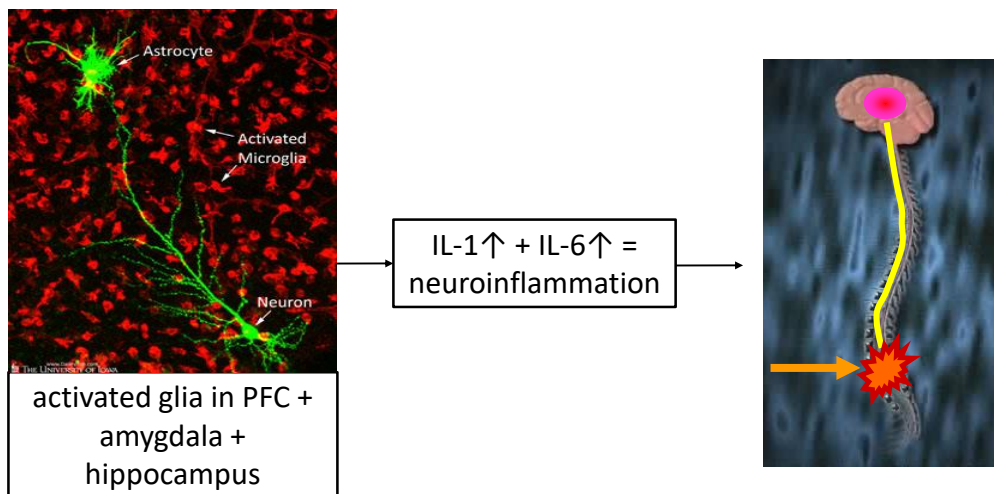 Astrocyte
Activated
Microglia
Neuron
THE UNIVERSITY OF IOWA
activated glia in PFC +
amygdala +
hippocampus
IL-1↑ + IL-6↑ =
neuroinflammation